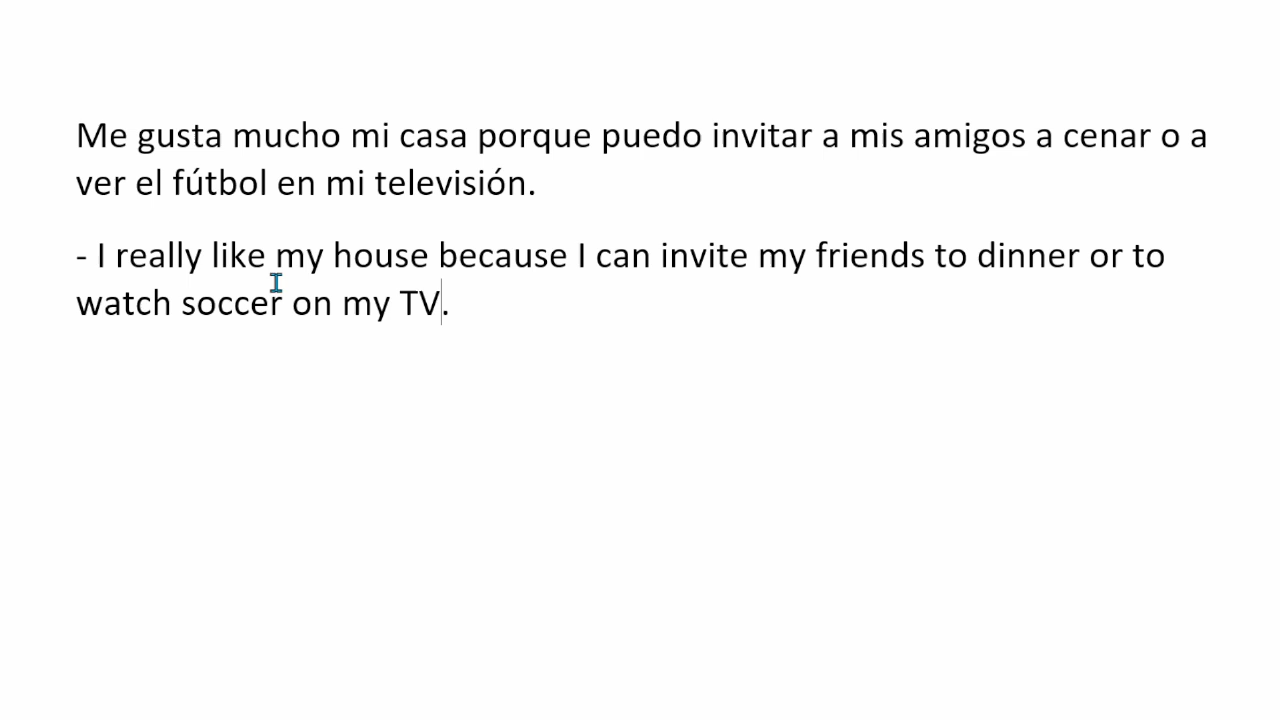 Me gusta mucho mi casa porque puedo invitar a mis amigos a cenar o a
ver el fútbol en mi televisión.
- I really like my house because I can invite my friends to dinner or to
watch soccer on my TV.